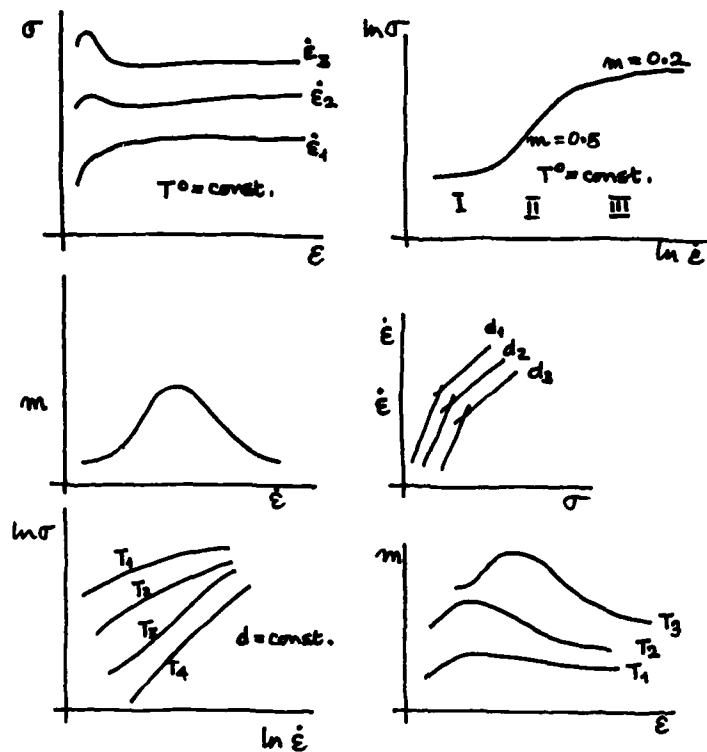 σ
ε̇3
ε̇2
ε̇1
T° = const.
ε
lnσ
m = 0.2
m = 0.5
T° = const.
I II III
ln ε̇
m
ε̇
ε̇
ε̇
d1
d2
d3
σ
lnσ
T1
T2
T3
T4
d = const.
ln ε̇
m
T3
T2
T1
ε